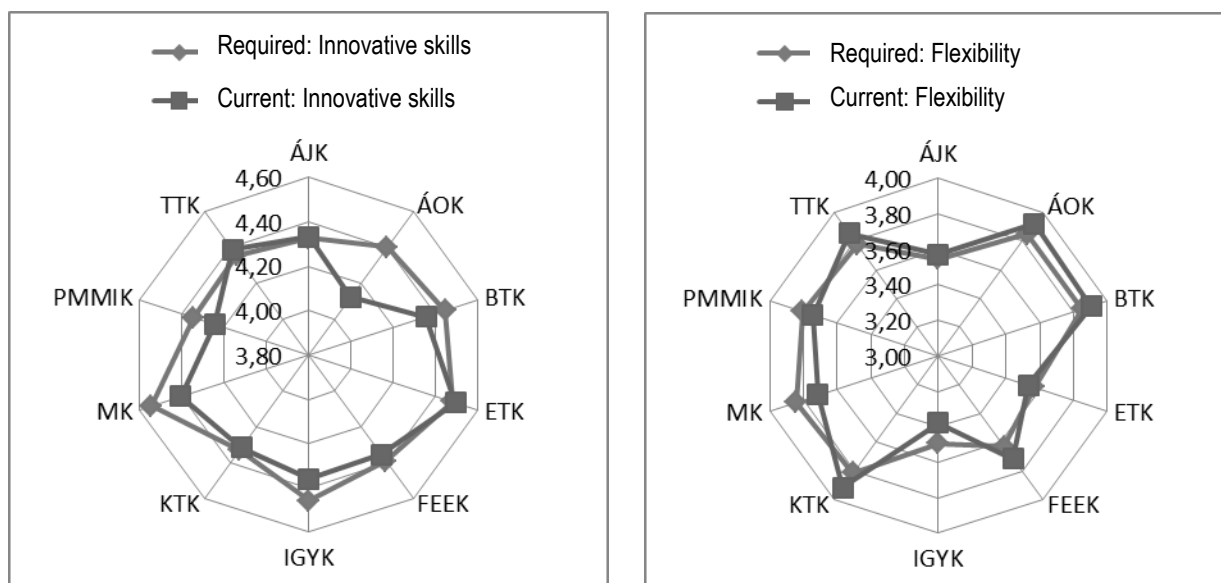 Required: Innovative skills
Current: Innovative skills
ÁJK
4,60
TTK
ÁOK
4,40
4,20
PMMIK
BTK
4,00
3,80
MK
ETK
KTK
FEEK
IGYK
Required: Flexibility
Current: Flexibility
ÁJK
4,00
TTK
ÁOK
3,80
3,60
PMMIK
BTK
3,40
3,20
3,00
MK
ETK
KTK
FEEK
IGYK